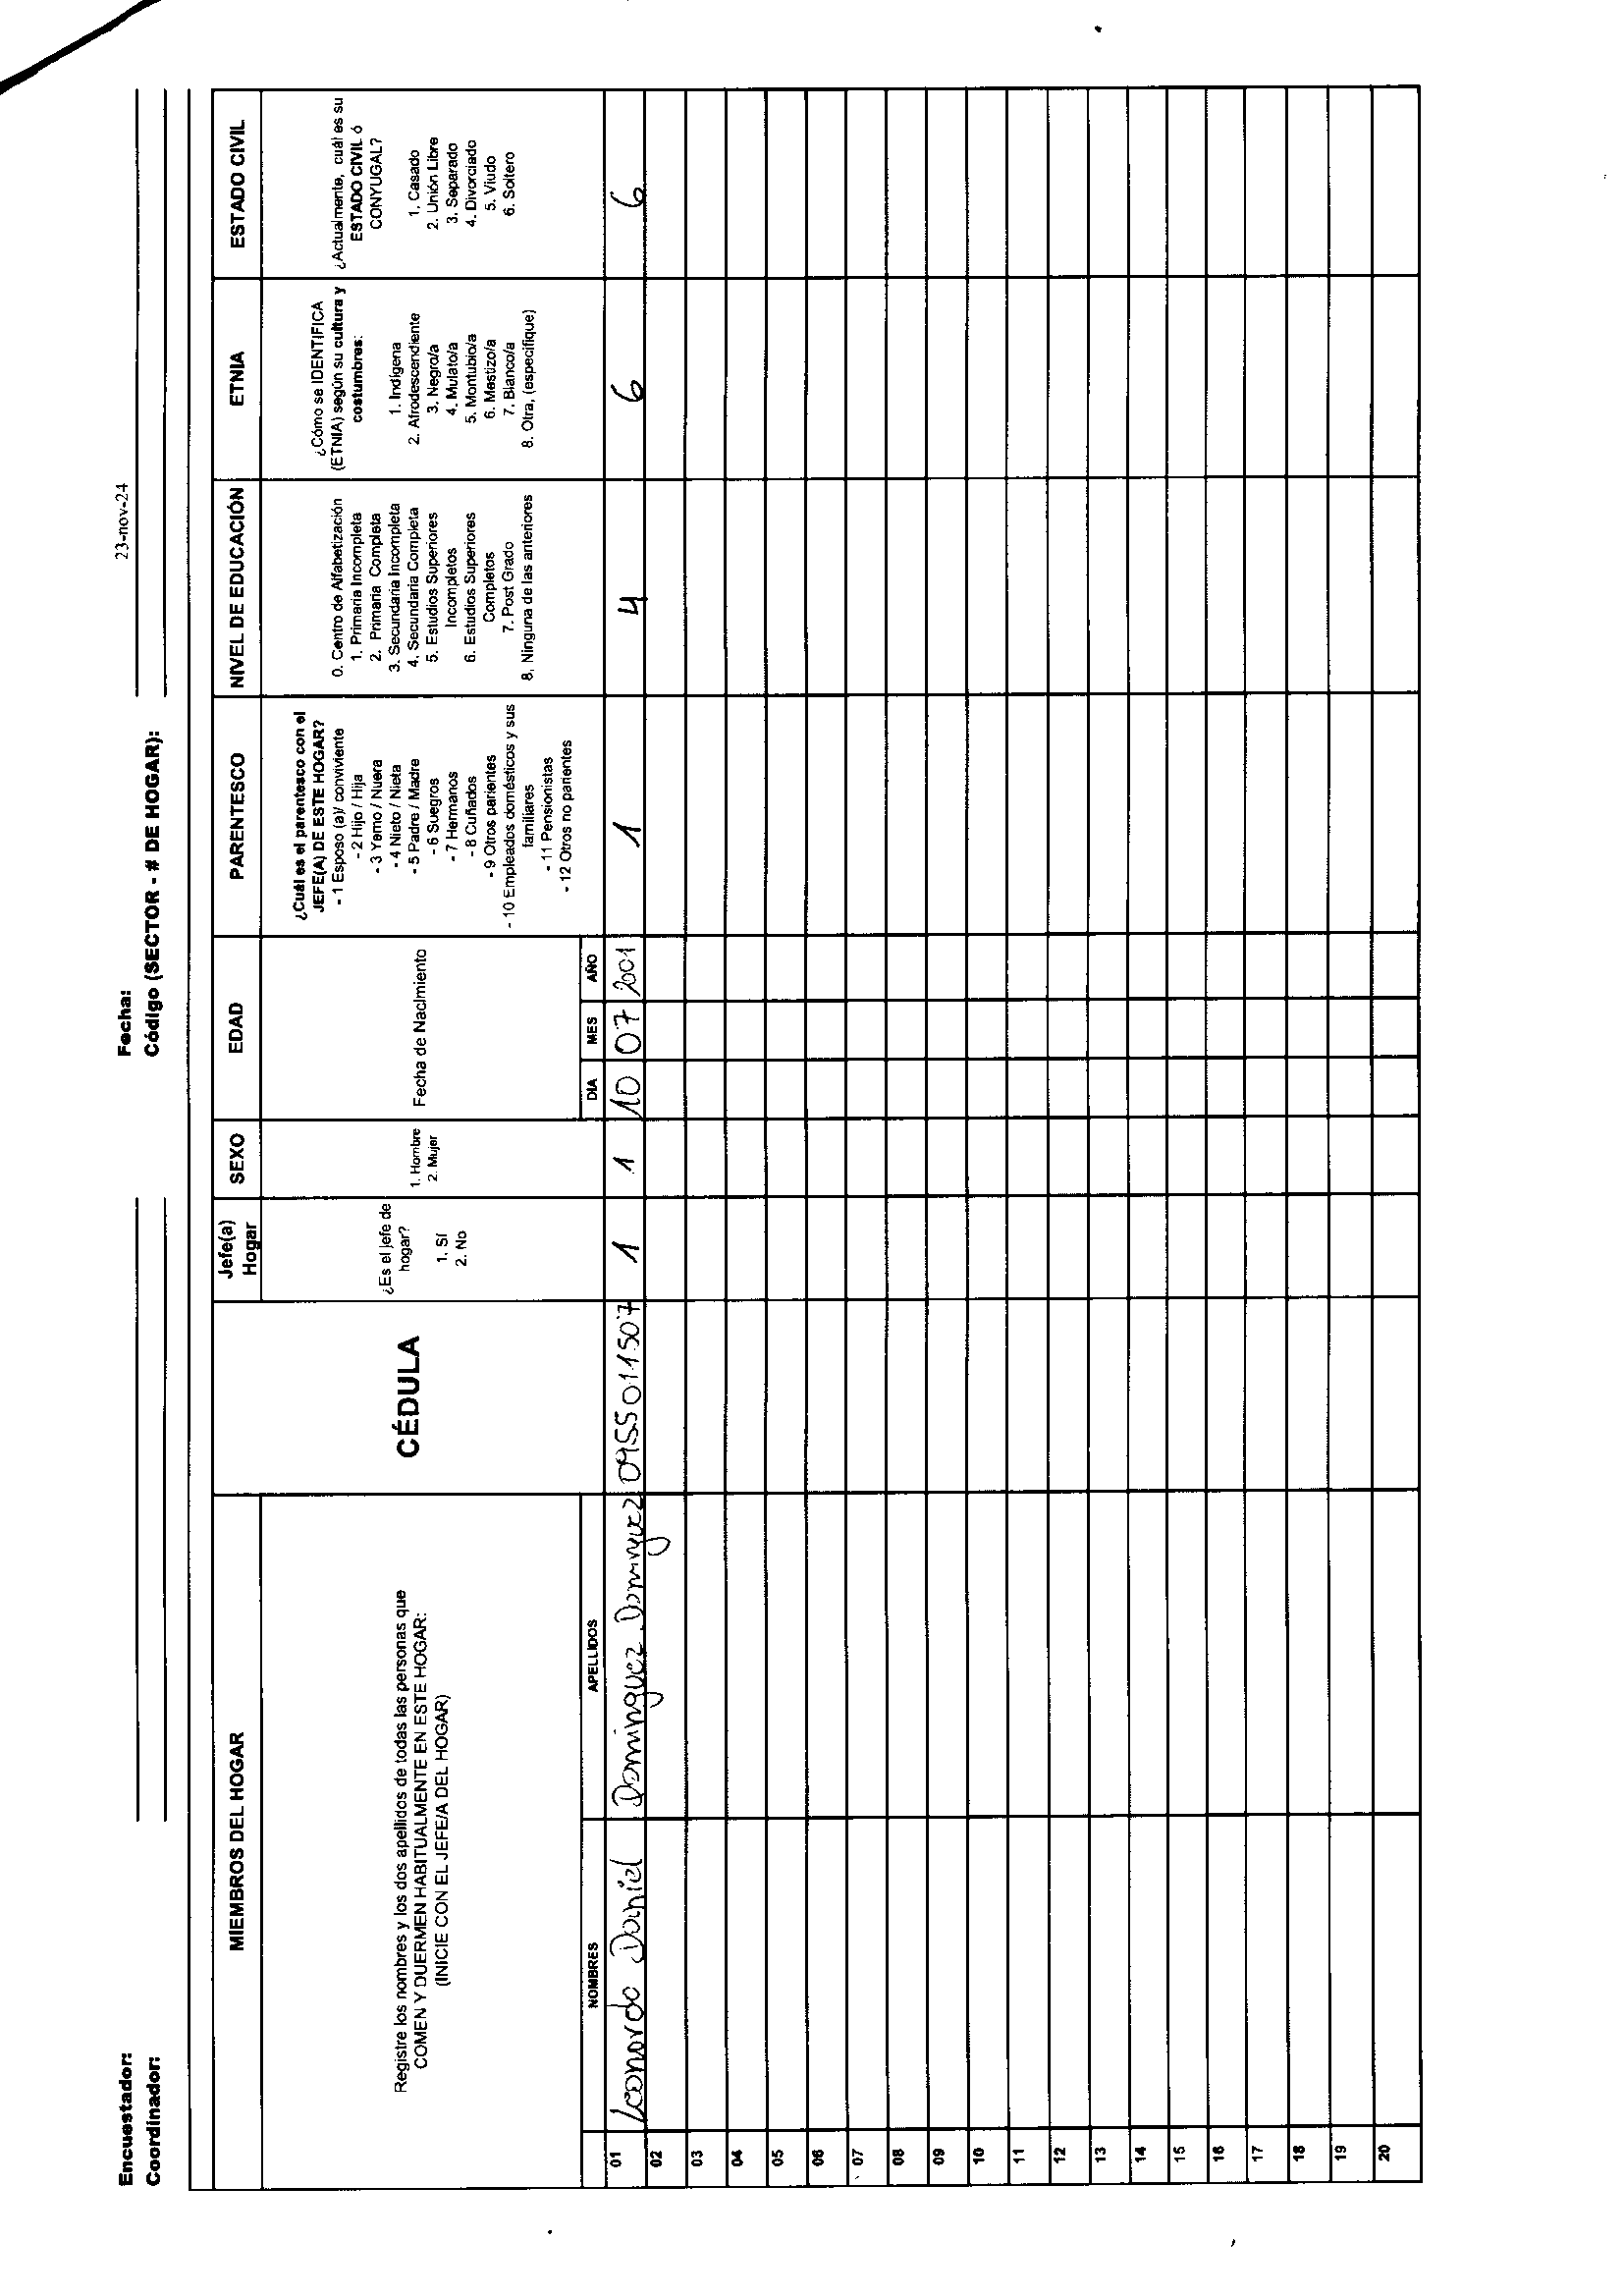 Encuestador:
Coordinador:
Fecha: 23-nov-24
Código (SECTOR - # DE HOGAR):
MIEMBROS DEL HOGAR
Registre los nombres y los dos apellidos de todas las personas que
COMEN Y DUERMEN HABITUALMENTE EN ESTE HOGAR:
(INICIE CON EL JEFE/A DEL HOGAR)
NOMBRES
APELLIDOS
CÉDULA
Jefe(a)
Hogar
¿Es el jefe de
hogar?
1. Sí
2. No
SEXO
1. Hombre
2. Mujer
EDAD
Fecha de Nacimiento
DIA
MES
AÑO
PARENTESCO
¿Cuál es el parentesco con el
JEFE(A) DE ESTE HOGAR?
- 1 Esposo (a)/ conviviente
- 2 Hijo / Hija
- 3 Yerno / Nuera
- 4 Nieto / Nieta
- 5 Padre / Madre
- 6 Suegros
- 7 Hermanos
- 8 Cuñados
- 9 Otros parientes
- 10 Empleados domésticos y sus
familiares
- 11 Pensionistas
- 12 Otros no parientes
NIVEL DE EDUCACIÓN
0. Centro de Alfabetización
1. Primaria Incompleta
2. Primaria Completa
3. Secundaria Incompleta
4. Secundaria Completa
5. Estudios Superiores
Incompletos
6. Estudios Superiores
Completos
7. Post Grado
8. Ninguna de las anteriores
ETNIA
¿Cómo se IDENTIFICA
(ETNIA) según su cultura y
costumbres:
1. Indígena
2. Afrodescendiente
3. Negro/a
4. Mulato/a
5. Montubio/a
6. Mestizo/a
7. Blanco/a
8. Otra, (especifique)
ESTADO CIVIL
¿Actualmente, cuál es su
ESTADO CIVIL ó
CONYUGAL?
1. Casado
2. Unión Libre
3. Separado
4. Divorciado
5. Viudo
6. Soltero
01 Leonardo Daniel Dominguez Dominguez 0955011507 1 1 10 07 2001 1 4 6 6
02
03
04
05
06
07
08
09
10
11
12
13
14
15
16
17
18
19
20